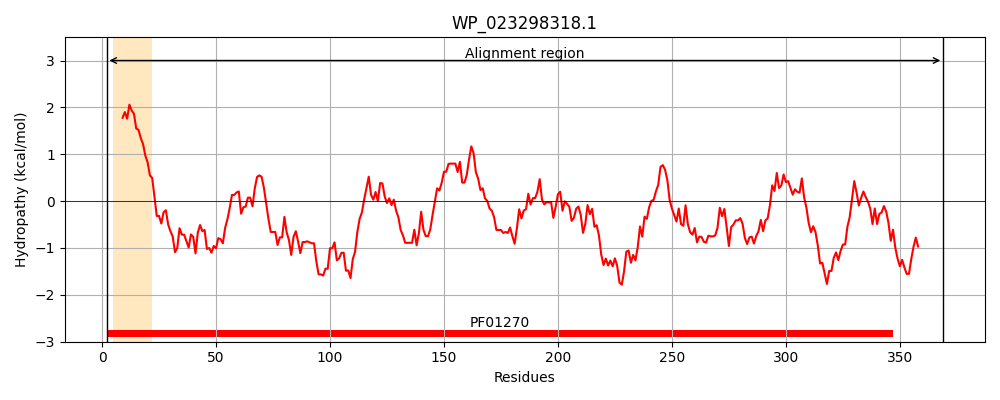 WP_023298318.1
Alignment region
Hydropathy (kcal/mol)
3
2
1
0
−1
−2
−3
PF01270
0 50 100 150 200 250 300 350
Residues